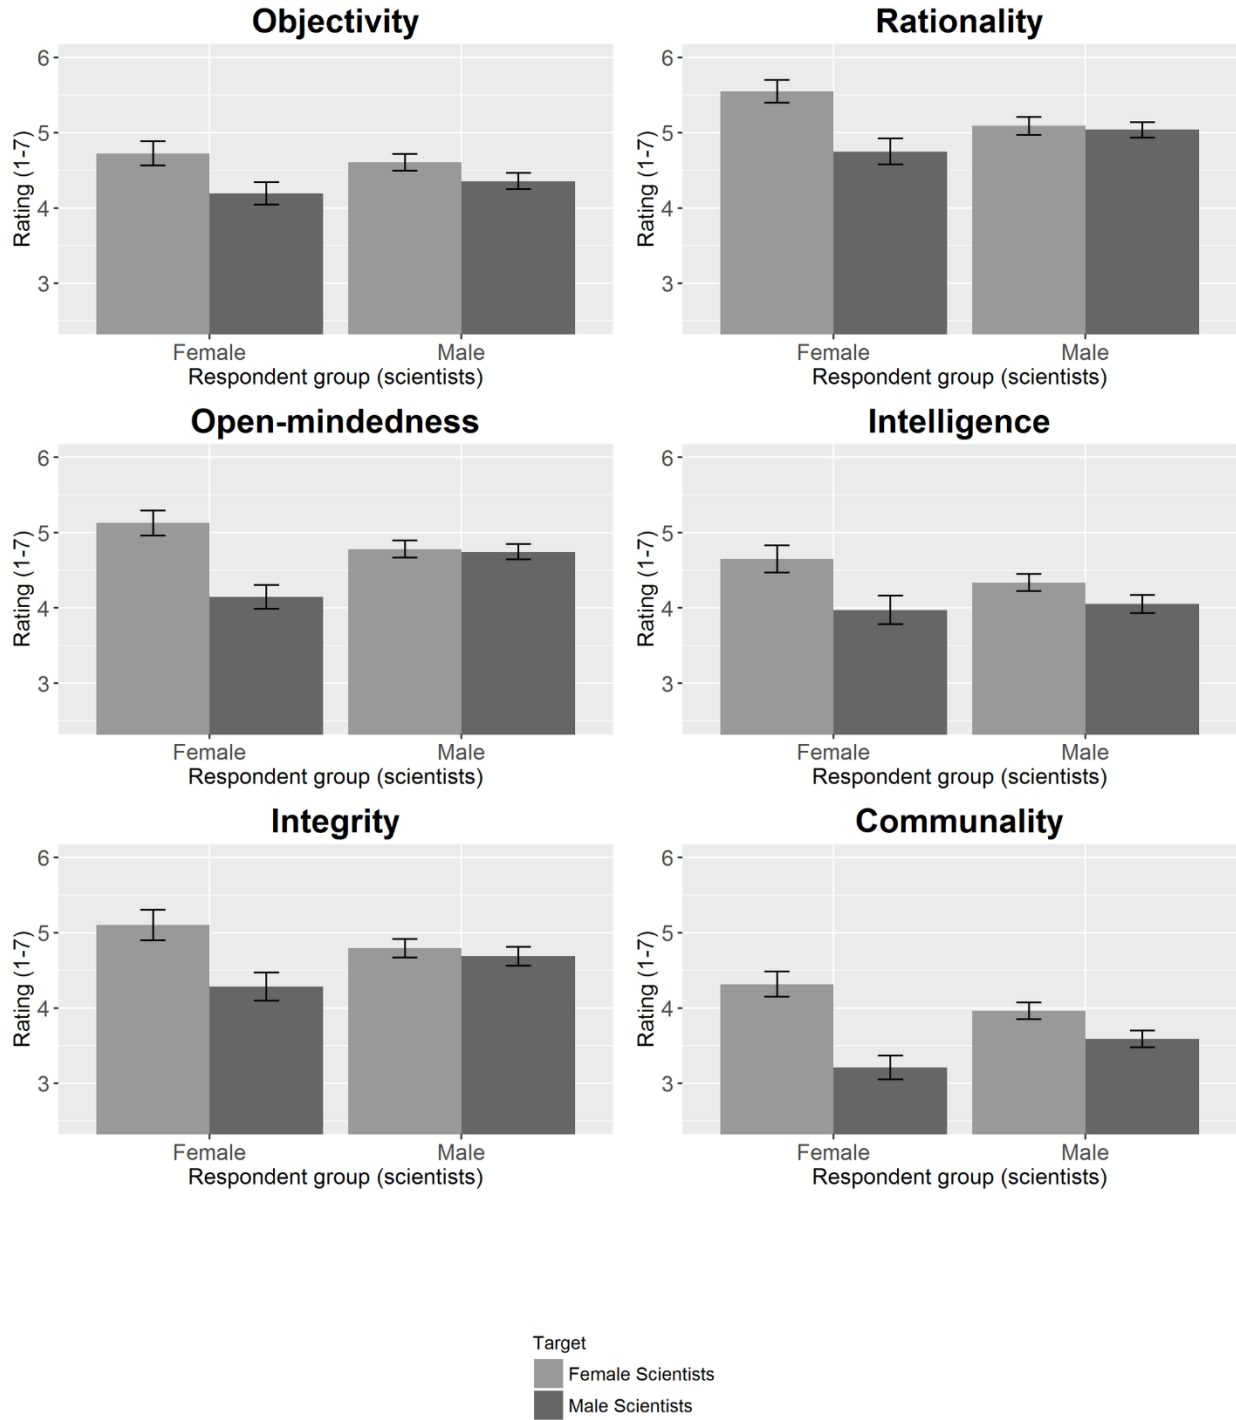 Objectivity
Rating (1-7)
6
5
4
3
Female Male
Respondent group (scientists)
Rationality
Rating (1-7)
6
5
4
3
Female Male
Respondent group (scientists)
Open-mindedness
Rating (1-7)
6
5
4
3
Female Male
Respondent group (scientists)
Intelligence
Rating (1-7)
6
5
4
3
Female Male
Respondent group (scientists)
Integrity
Rating (1-7)
6
5
4
3
Female Male
Respondent group (scientists)
Communality
Rating (1-7)
6
5
4
3
Female Male
Respondent group (scientists)
Target
Female Scientists
Male Scientists